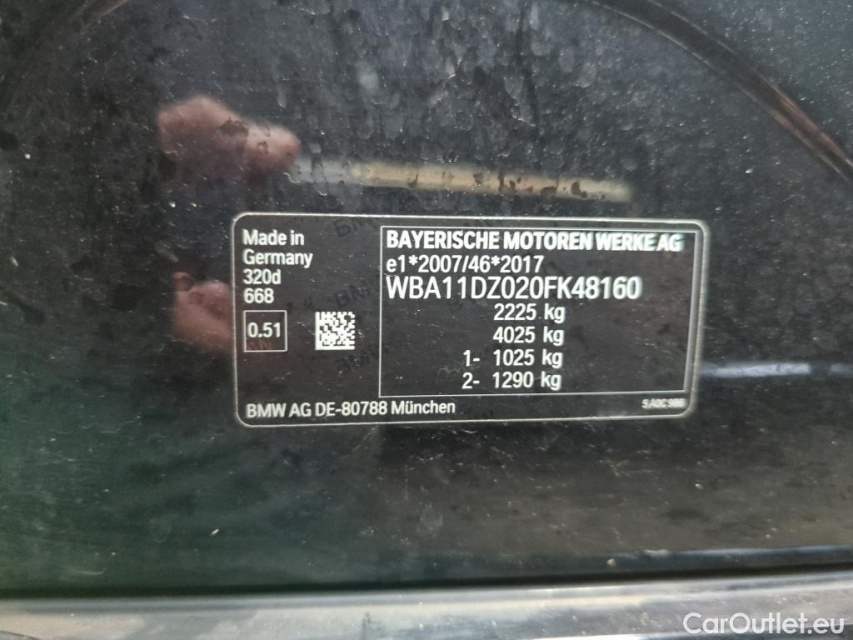 Made in
Germany
320d
668
0.51
BAYERISCHE MOTOREN WERKE AG
e1*2007/46*2017
WBA11DZ020FK48160
2225 kg
4025 kg
1- 1025 kg
2- 1290 kg
BMW AG DE-80788 München
CarOutlet.eu